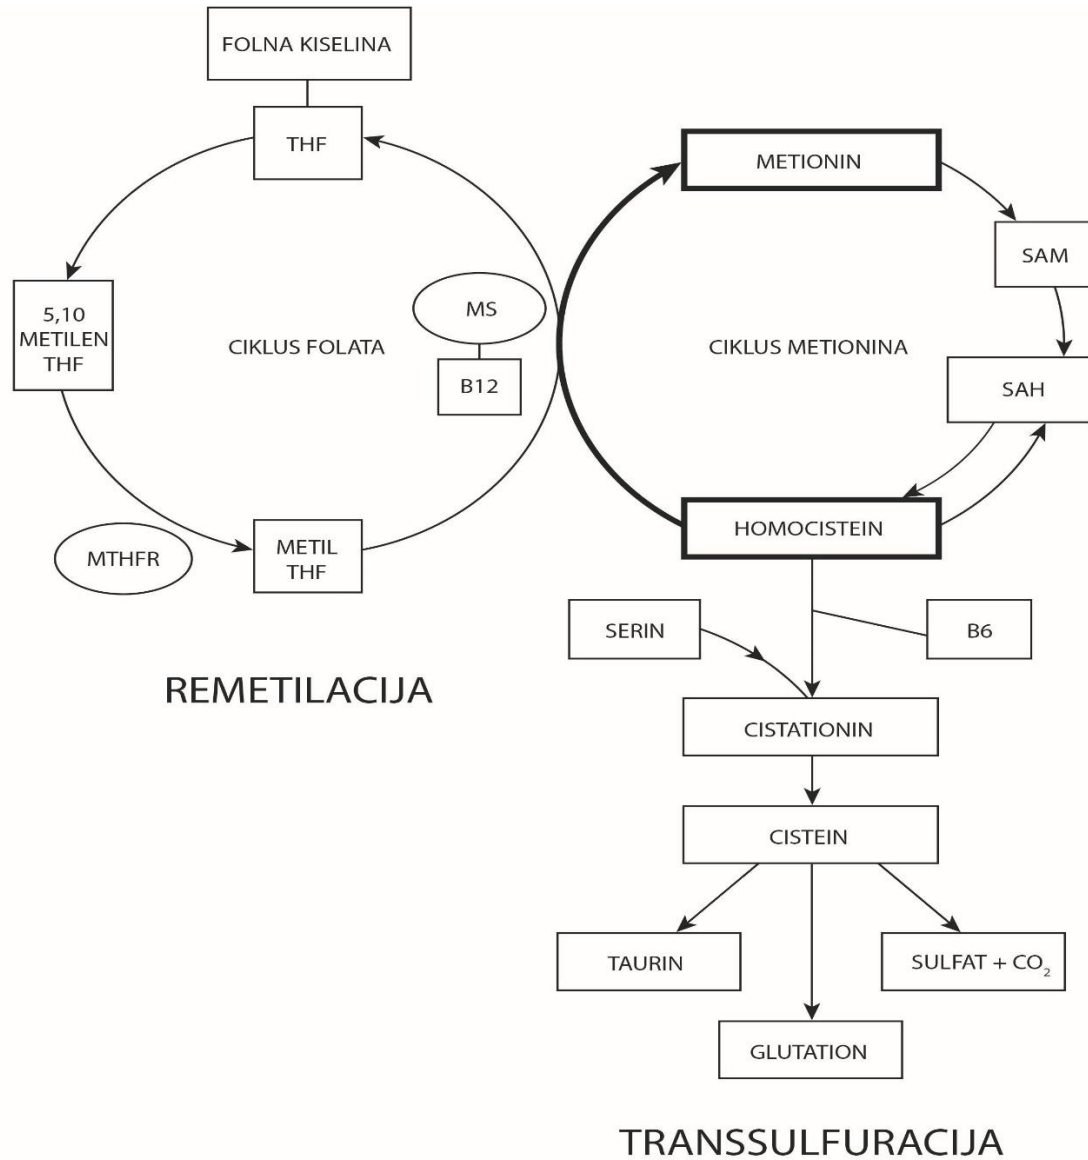 FOLNA KISELINA
THF
METIONIN
SAM
5,10
METILEN
THF
MS
CIKLUS FOLATA
CIKLUS METIONINA
B12
SAH
HOMOCISTEIN
METIL
THF
MTHFR
SERIN
B6
REMETILACIJA
CISTATIONIN
CISTEIN
TAURIN
SULFAT + CO₂
GLUTATION
TRANSSULFURACIJA